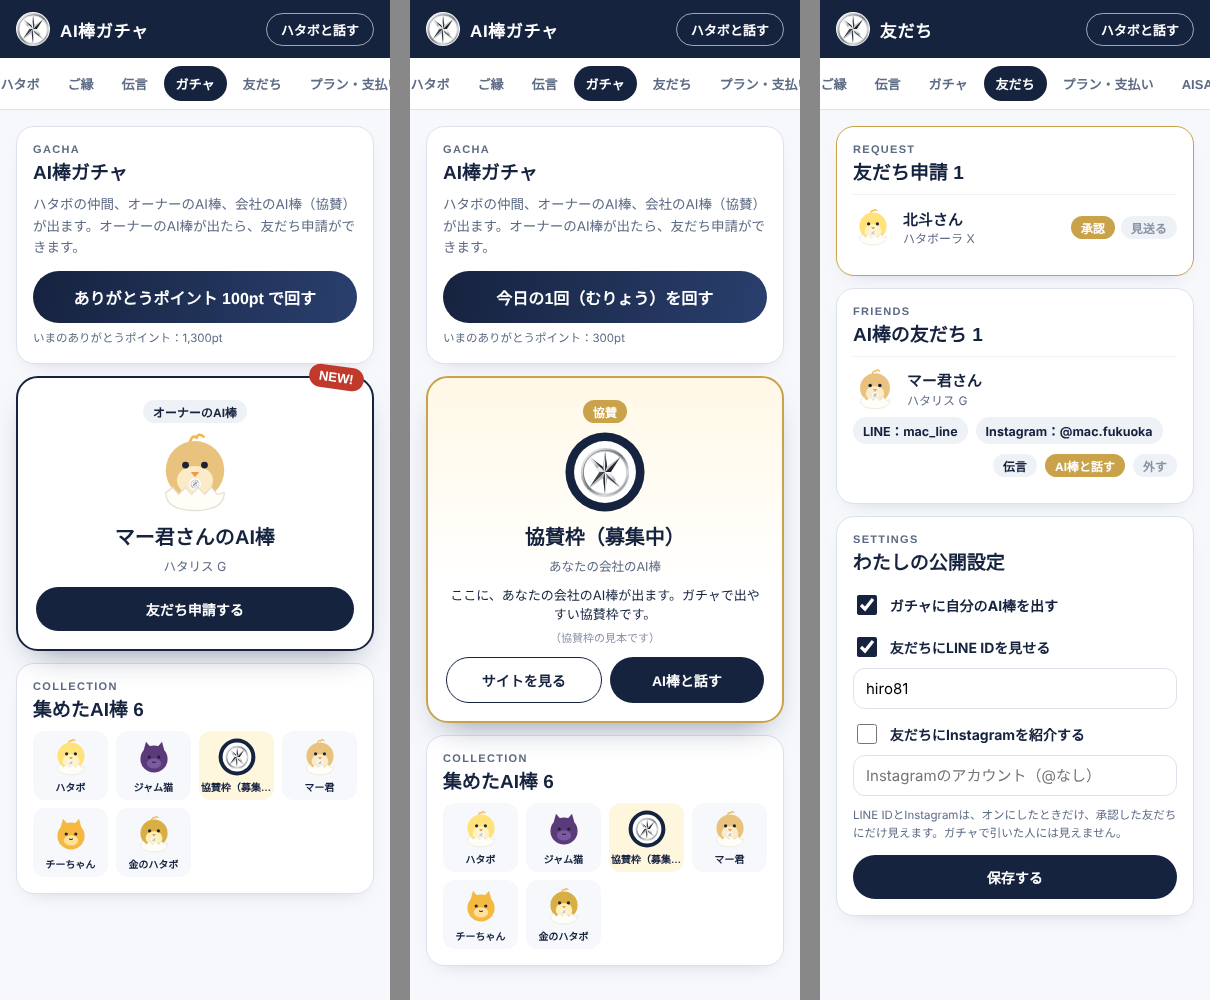 AI棒ガチャ
ハタボと話す
ハタボ ご縁 伝言 ガチャ 友だち プラン・支払い
GACHA
AI棒ガチャ
ハタボの仲間、オーナーのAI棒、会社のAI棒（協賛）
が出ます。オーナーのAI棒が出たら、友だち申請がで
きます。
ありがとうポイント 100pt で回す
いまのありがとうポイント：1,300pt
NEW!
オーナーのAI棒
マー君さんのAI棒
ハタリス G
友だち申請する
COLLECTION
集めたAI棒 6
ハタボ ジャム猫 協賛枠（募集… マー君
チーちゃん 金のハタボ
AI棒ガチャ
ハタボと話す
ハタボ ご縁 伝言 ガチャ 友だち プラン・支払
GACHA
AI棒ガチャ
ハタボの仲間、オーナーのAI棒、会社のAI棒（協賛）
が出ます。オーナーのAI棒が出たら、友だち申請がで
きます。
今日の1回（むりょう）を回す
いまのありがとうポイント：300pt
協賛
協賛枠（募集中）
あなたの会社のAI棒
ここに、あなたの会社のAI棒が出ます。ガチャで出や
すい協賛枠です。
（協賛枠の見本です）
サイトを見る AI棒と話す
COLLECTION
集めたAI棒 6
ハタボ ジャム猫 協賛枠（募集… マー君
チーちゃん 金のハタボ
友だち
ハタボと話す
ご縁 伝言 ガチャ 友だち プラン・支払い AISA
REQUEST
友だち申請 1
北斗さん
ハタボーラ X
承認 見送る
FRIENDS
AI棒の友だち 1
マー君さん
ハタリス G
LINE：mac_line Instagram：@mac.fukuoka
伝言 AI棒と話す 外す
SETTINGS
わたしの公開設定
ガチャに自分のAI棒を出す
友だちにLINE IDを見せる
hiro81
友だちにInstagramを紹介する
Instagramのアカウント（@なし）
LINE IDとInstagramは、オンにしたときだけ、承認した友だち
にだけ見えます。ガチャで引いた人には見えません。
保存する